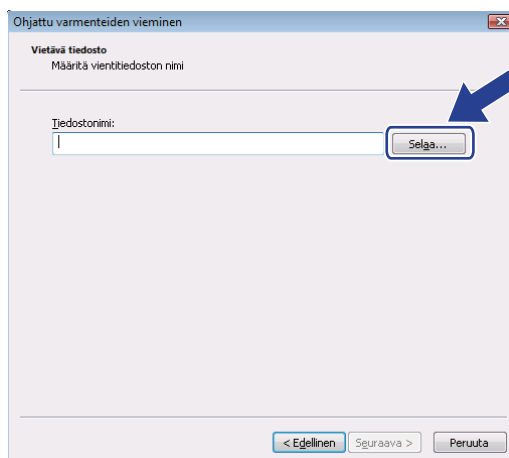 Ohjattu varmenteiden vieminen
Vietävä tiedosto
Määritä vientitiedoston nimi
Tiedostonimi:
Selaa...
< Edellinen Seuraava > Peruuta